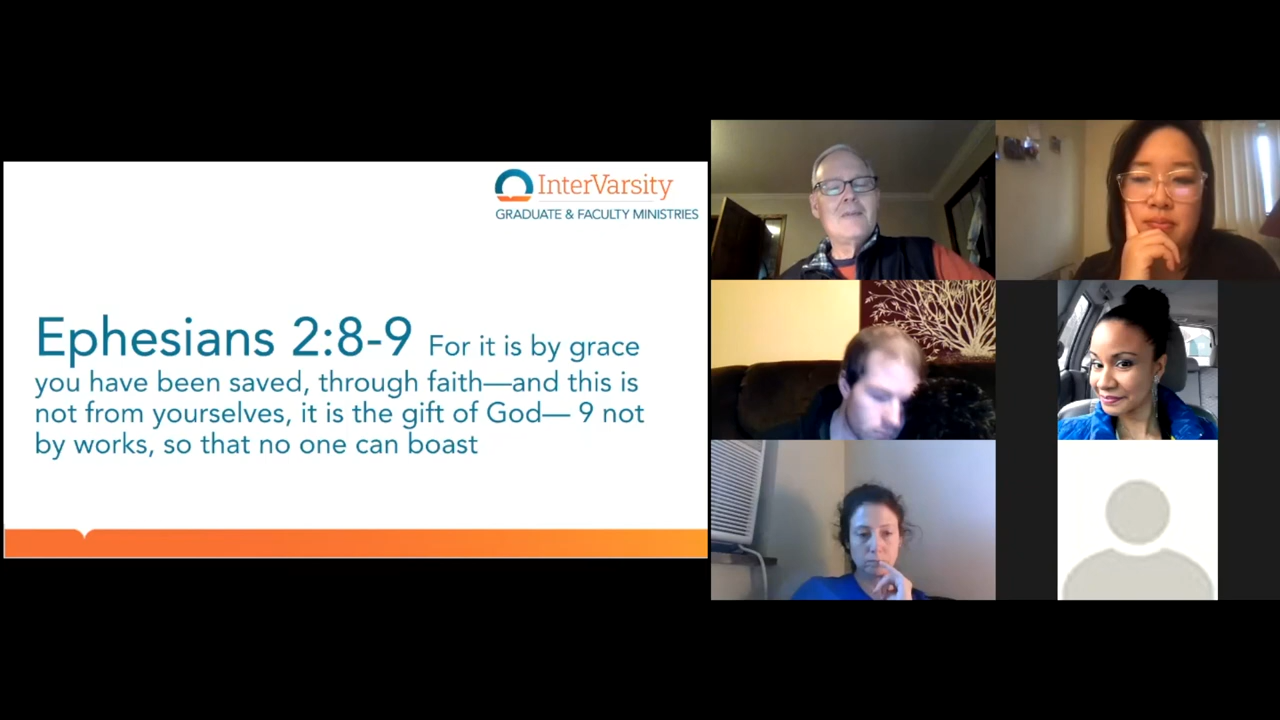 InterVarsity
GRADUATE & FACULTY MINISTRIES
Ephesians 2:8-9 For it is by grace
you have been saved, through faith—and this is
not from yourselves, it is the gift of God— 9 not
by works, so that no one can boast